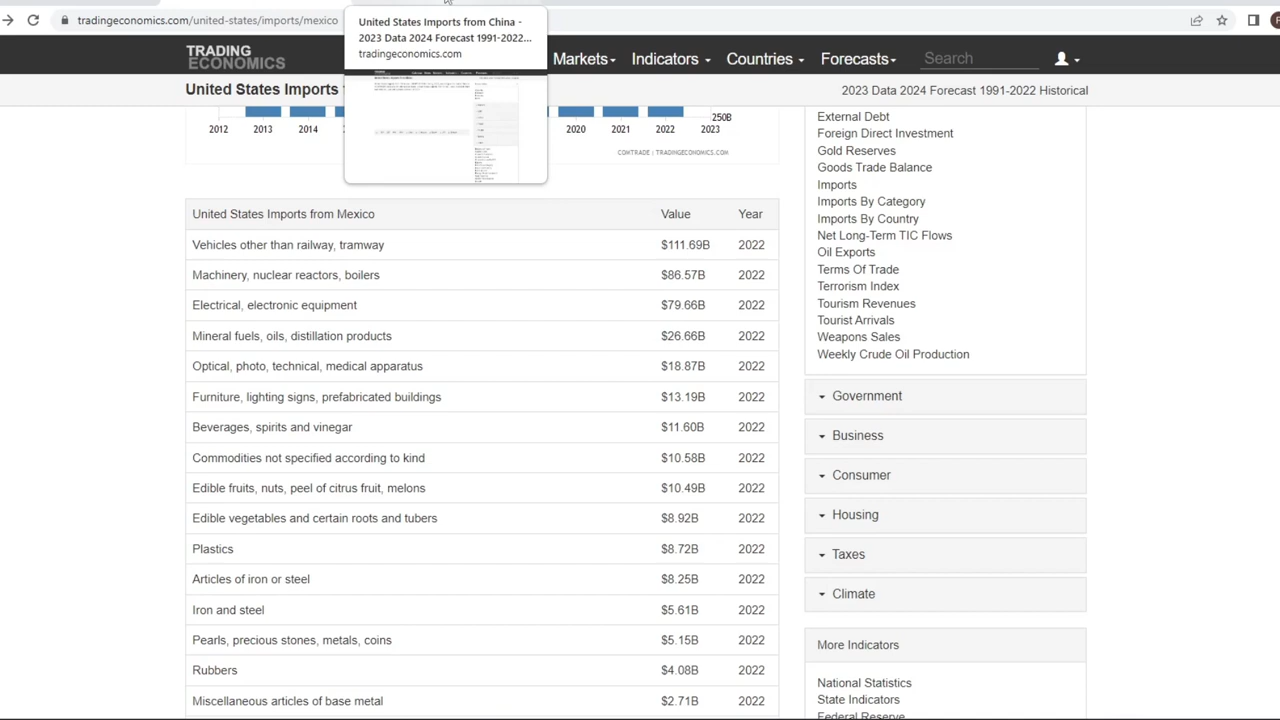 tradingeconomics.com/united-states/imports/mexico
United States Imports from China -
2023 Data 2024 Forecast 1991-2022...
tradingeconomics.com
TRADING
ECONOMICS
Markets
Indicators
Countries
Forecasts
Search
United States Imports
2023 Data 2024 Forecast 1991-2022 Historical
250B
2012
2013
2014
2020
2021
2022
2023
COMTRADE : TRADINGECONOMICS.COM
United States Imports from Mexico Value Year
Vehicles other than railway, tramway $111.69B 2022
Machinery, nuclear reactors, boilers $86.57B 2022
Electrical, electronic equipment $79.66B 2022
Mineral fuels, oils, distillation products $26.66B 2022
Optical, photo, technical, medical apparatus $18.87B 2022
Furniture, lighting signs, prefabricated buildings $13.19B 2022
Beverages, spirits and vinegar $11.60B 2022
Commodities not specified according to kind $10.58B 2022
Edible fruits, nuts, peel of citrus fruit, melons $10.49B 2022
Edible vegetables and certain roots and tubers $8.92B 2022
Plastics $8.72B 2022
Articles of iron or steel $8.25B 2022
Iron and steel $5.61B 2022
Pearls, precious stones, metals, coins $5.15B 2022
Rubbers $4.08B 2022
Miscellaneous articles of base metal $2.71B 2022
External Debt
Foreign Direct Investment
Gold Reserves
Goods Trade Balance
Imports
Imports By Category
Imports By Country
Net Long-Term TIC Flows
Oil Exports
Terms Of Trade
Terrorism Index
Tourism Revenues
Tourist Arrivals
Weapons Sales
Weekly Crude Oil Production
Government
Business
Consumer
Housing
Taxes
Climate
More Indicators
National Statistics
State Indicators
Federal Reserve